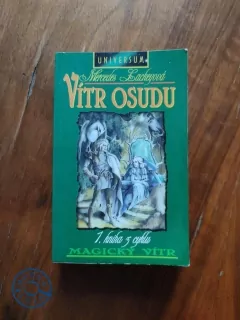 UNIVERSUM
Mercedes Lackeyová
VÍTR OSUDU
1. kniha z cyklu
MAGICKÝ VÍTR